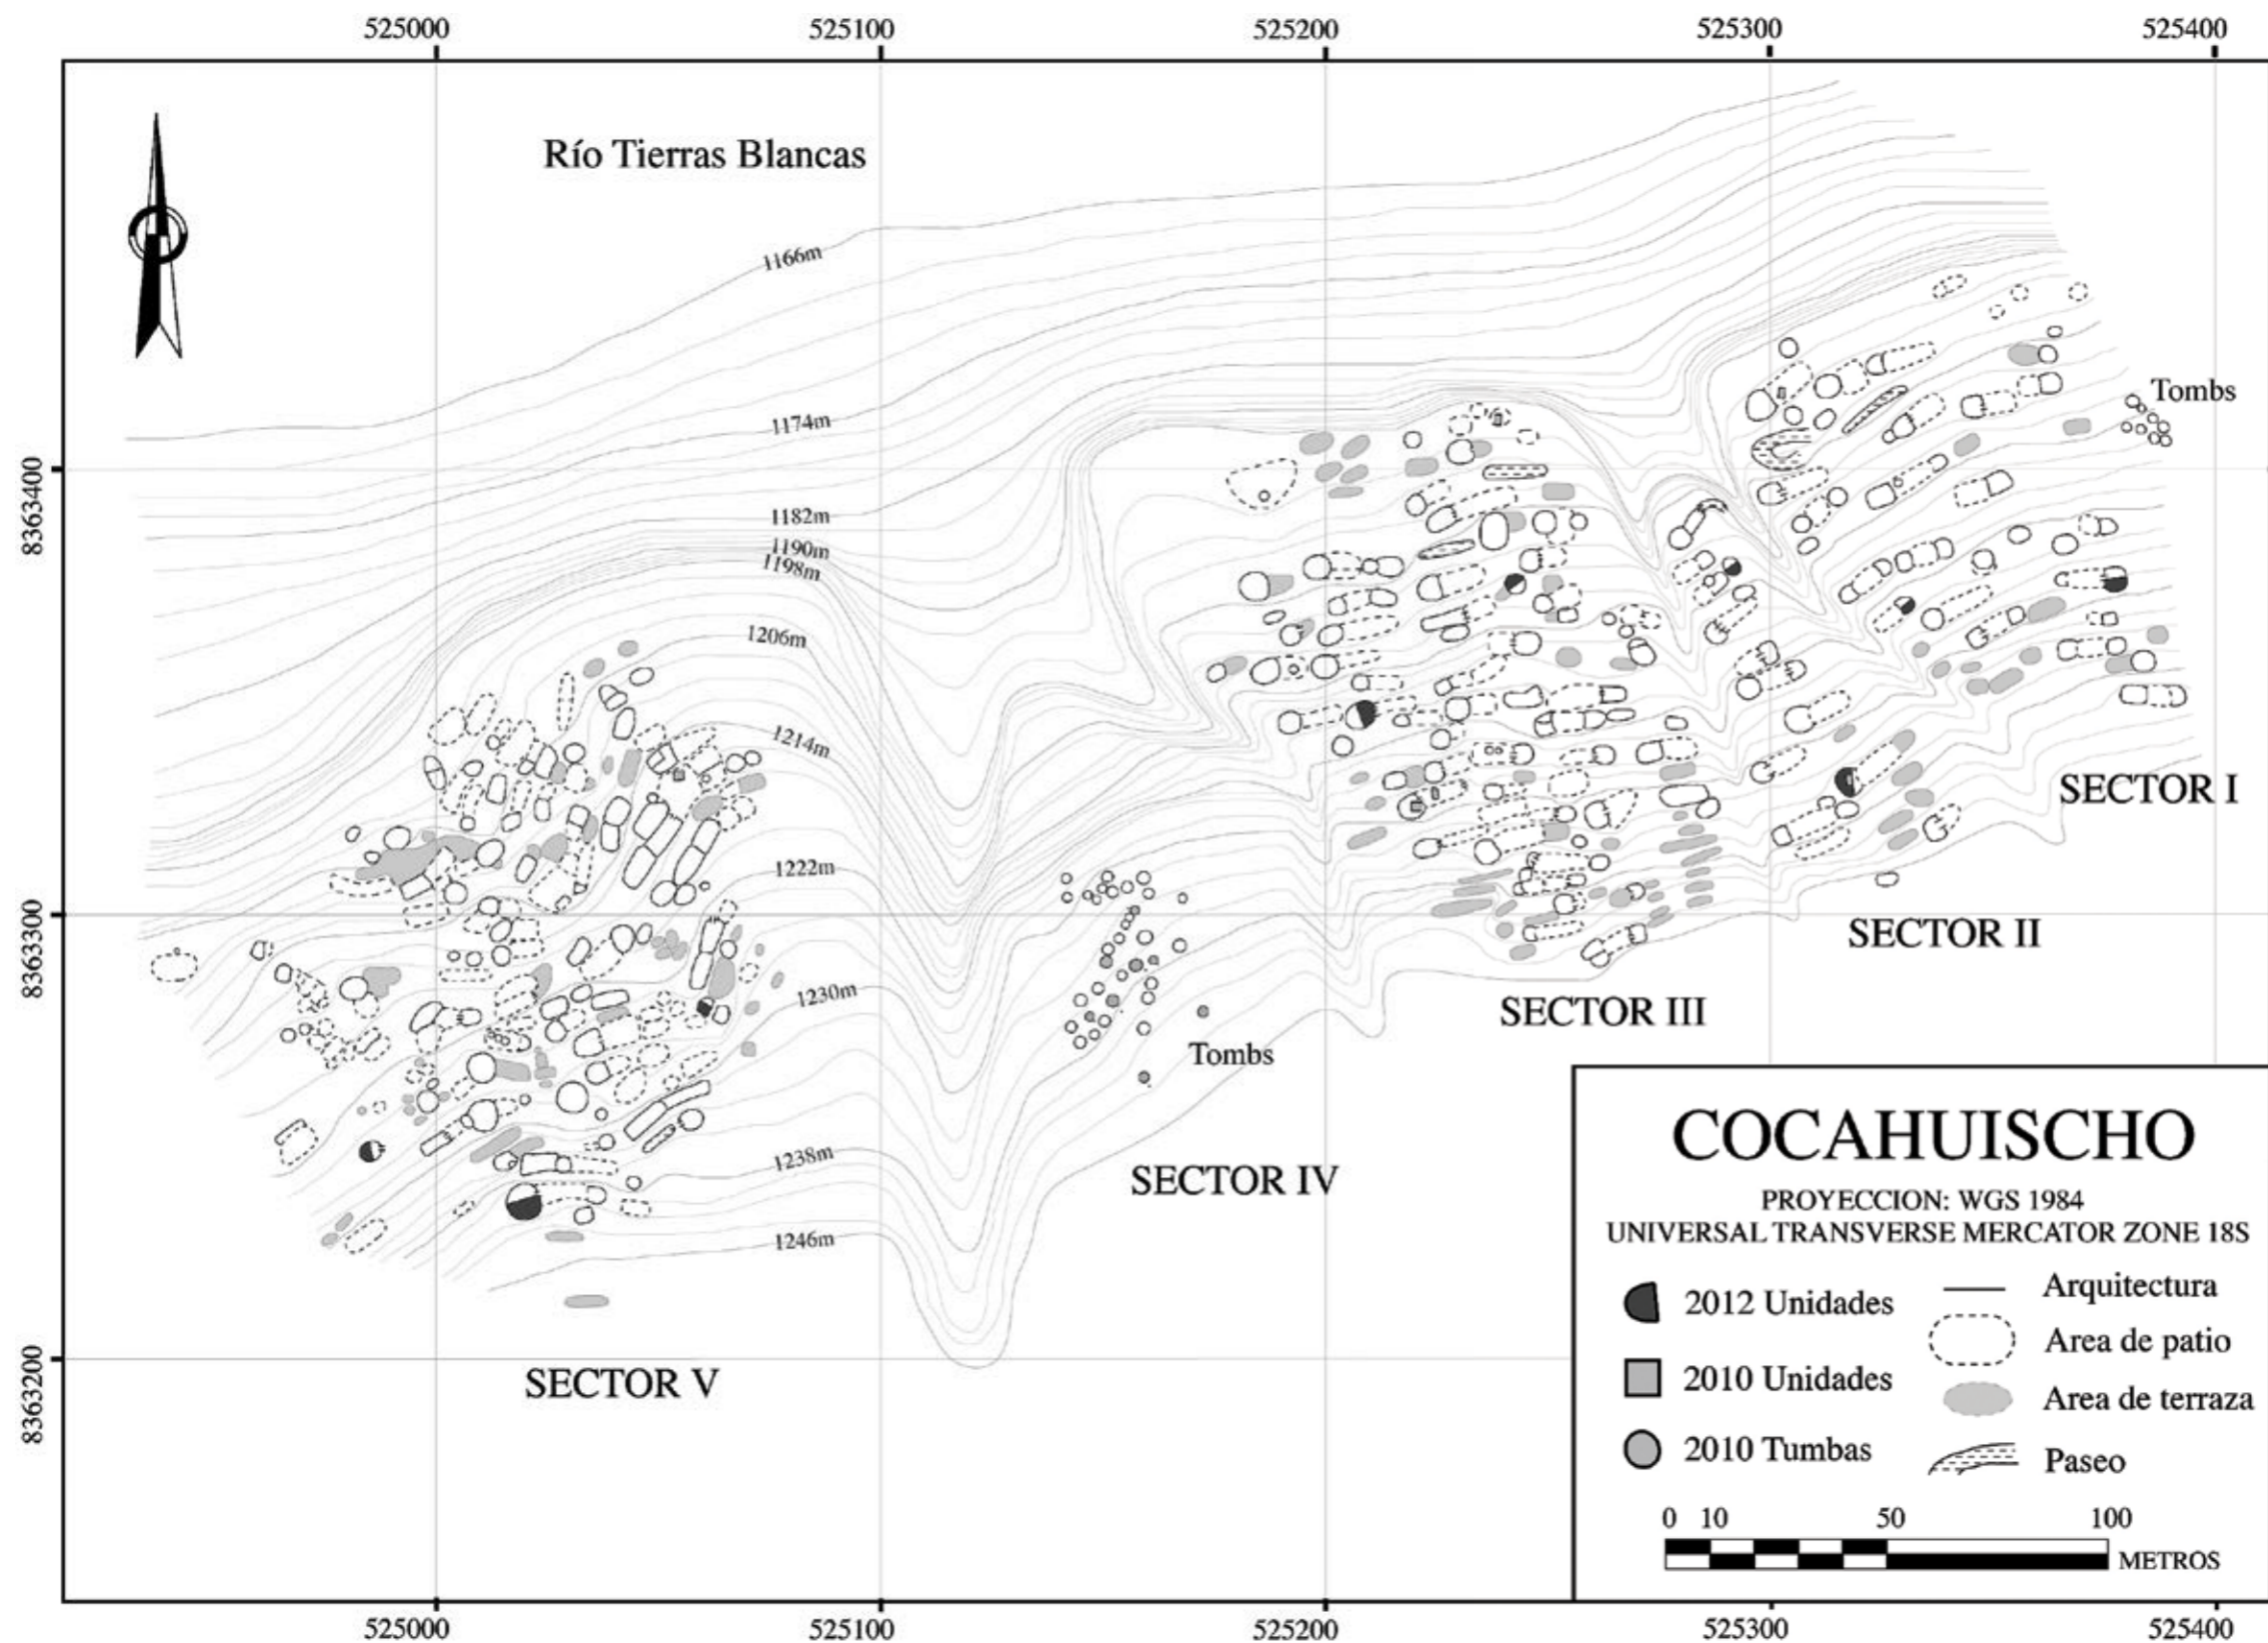 525000
525100
525200
525300
525400
Río Tierras Blancas
1166m
1174m
1182m
1190m
1198m
1206m
1214m
1222m
1230m
1238m
1246m
8363400
8363300
8363200
Tombs
SECTOR I
SECTOR II
SECTOR III
Tombs
SECTOR IV
SECTOR V
COCAHUISCHO
PROYECCION: WGS 1984
UNIVERSAL TRANSVERSE MERCATOR ZONE 18S
2012 Unidades
Arquitectura
2010 Unidades
Area de patio
2010 Tumbas
Area de terraza
Paseo
0 10 50 100
METROS
525000
525100
525200
525300
525400